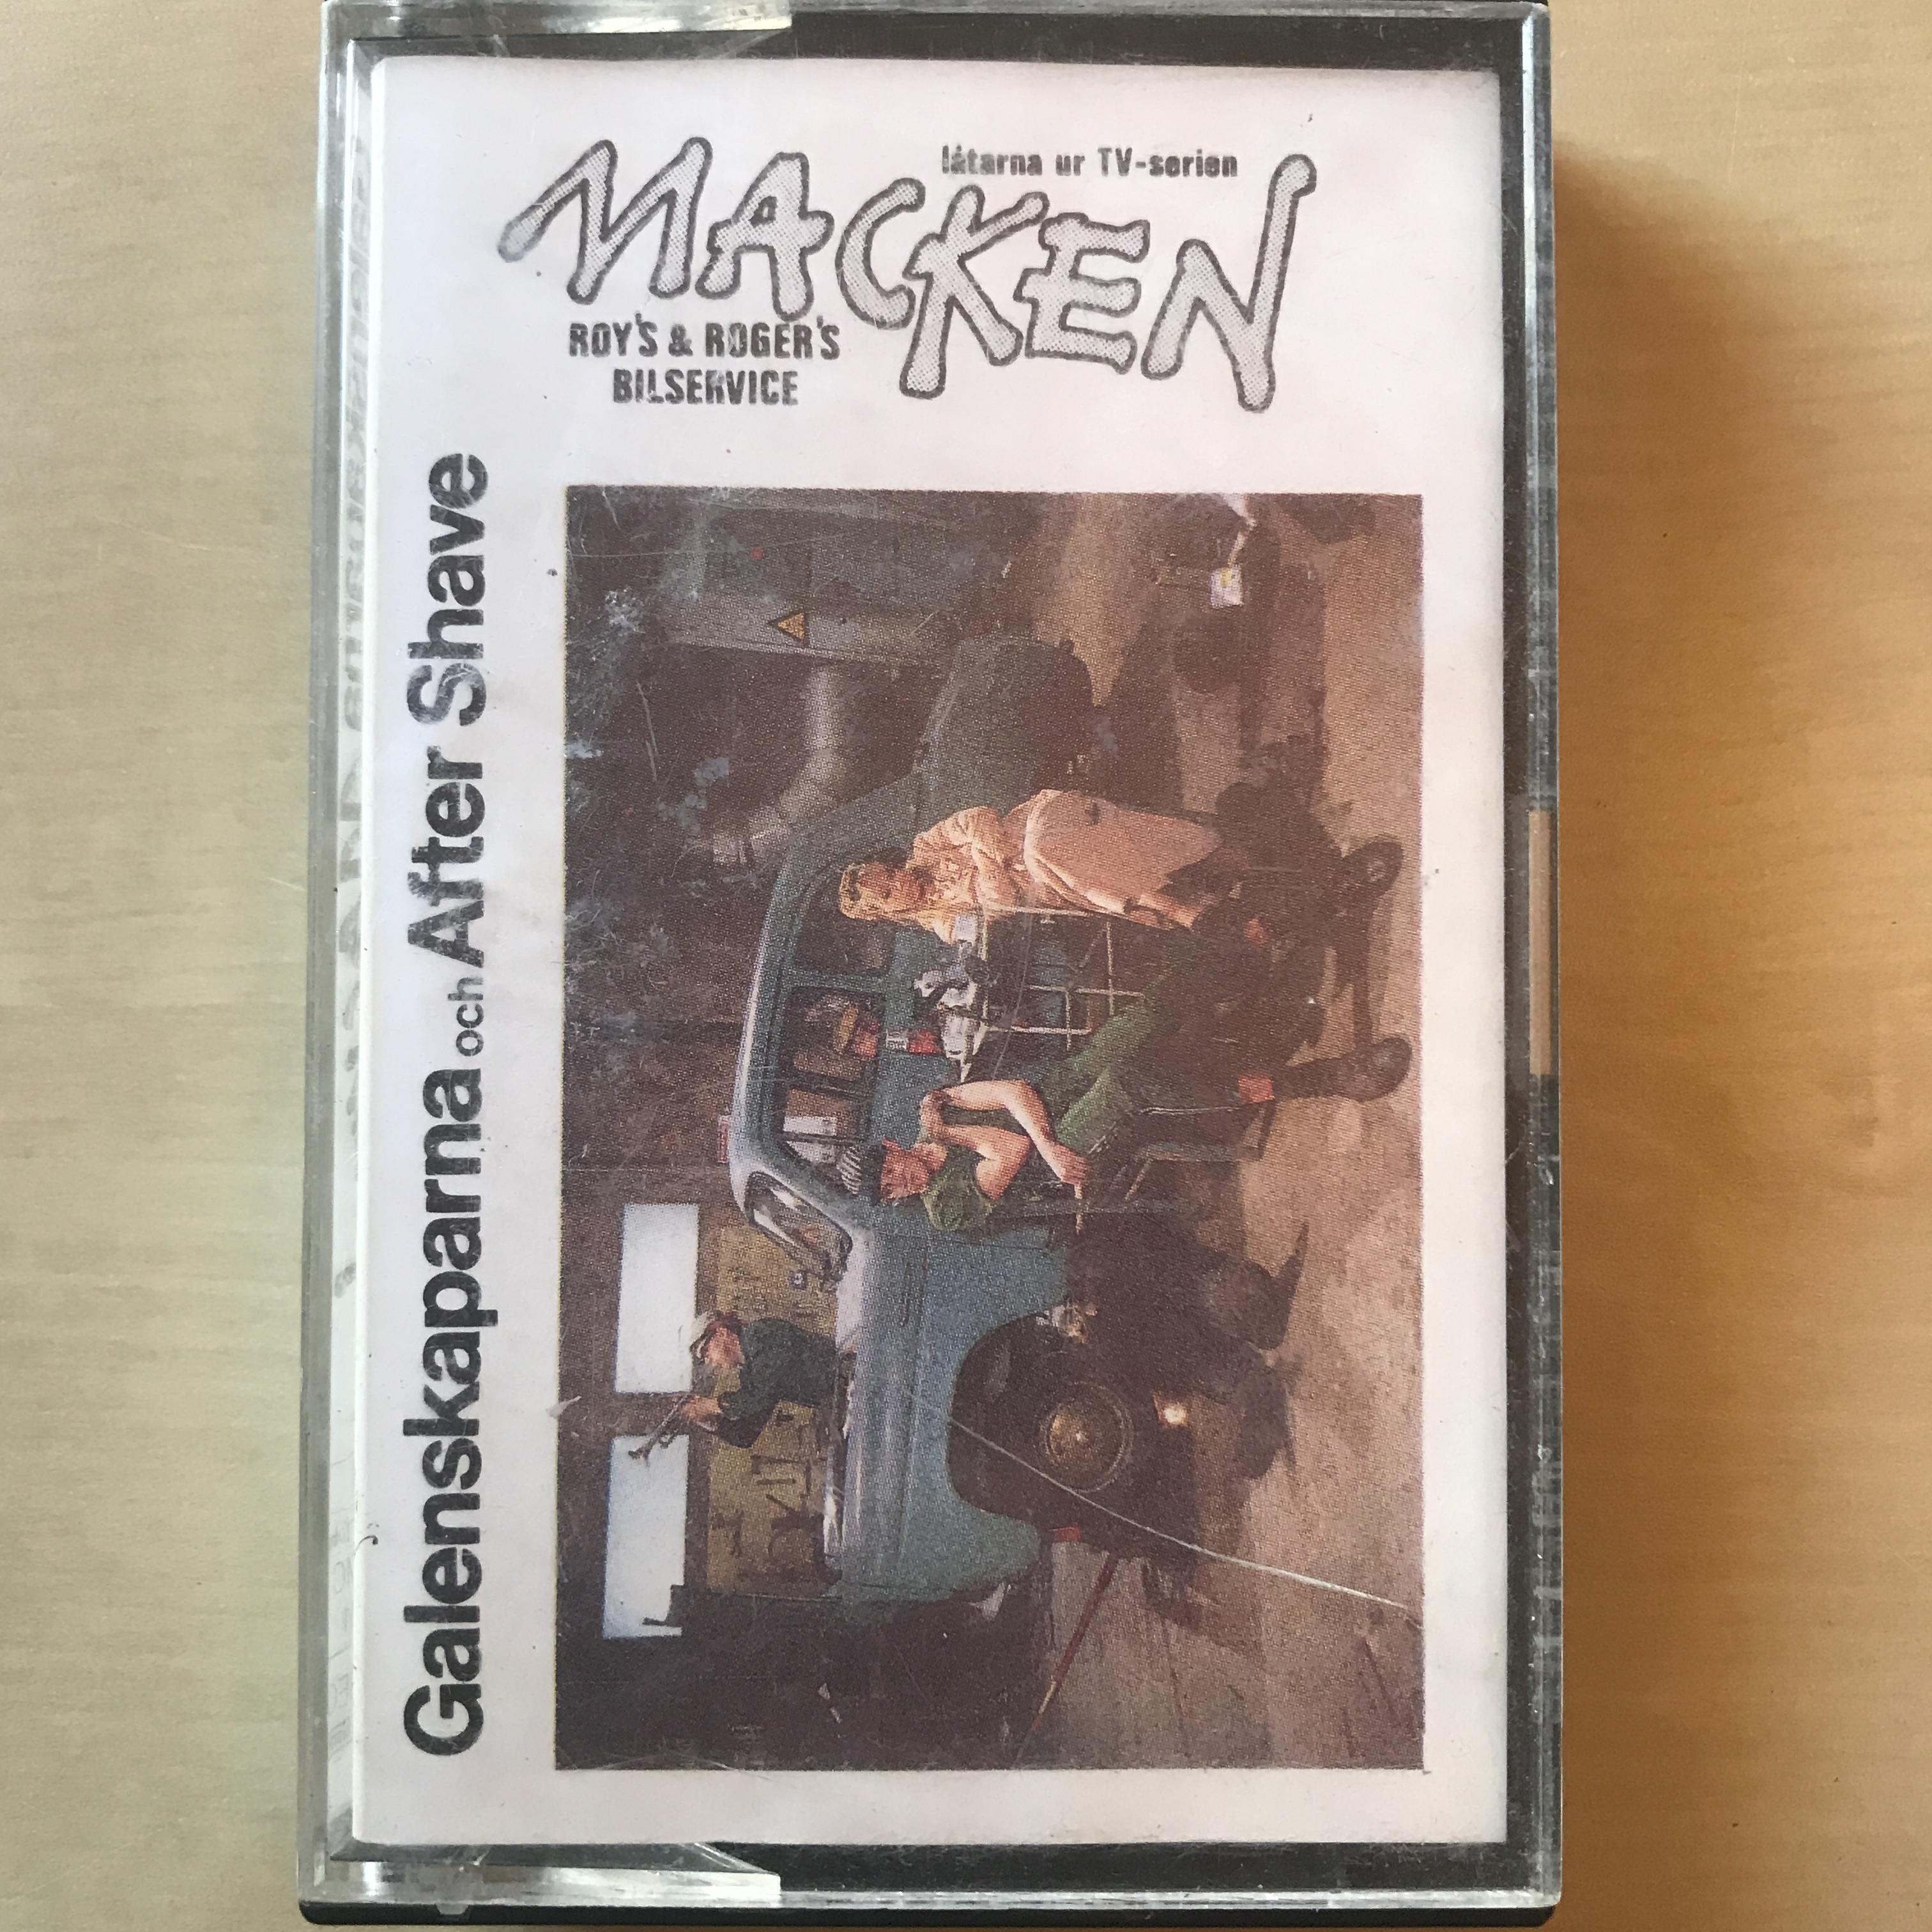 låtarna ur TV-serien
MACKEN
ROY'S & ROGER'S
BILSERVICE
Galenskaparna och After Shave